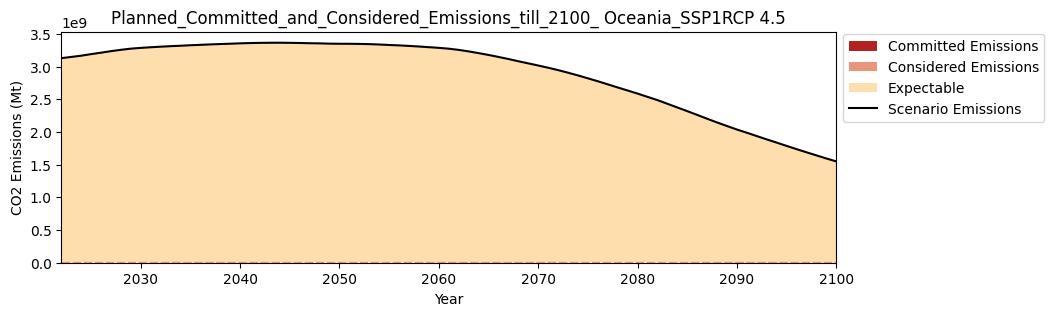 Planned_Committed_and_Considered_Emissions_till_2100_ Oceania_SSP1RCP 4.5
1e9
3.5
3.0
2.5
2.0
1.5
1.0
0.5
0.0
CO2 Emissions (Mt)
2030 2040 2050 2060 2070 2080 2090 2100
Year
Committed Emissions
Considered Emissions
Expectable
Scenario Emissions